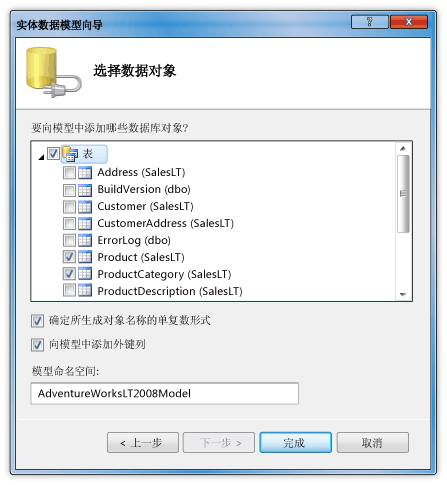 实体数据模型向导
选择数据对象
要向模型中添加哪些数据库对象?
表
Address (SalesLT)
BuildVersion (dbo)
Customer (SalesLT)
CustomerAddress (SalesLT)
ErrorLog (dbo)
Product (SalesLT)
ProductCategory (SalesLT)
ProductDescription (SalesLT)
确定所生成对象名称的单复数形式
向模型中添加外键列
模型命名空间:
AdventureWorksLT2008Model
< 上一步 下一步 > 完成 取消